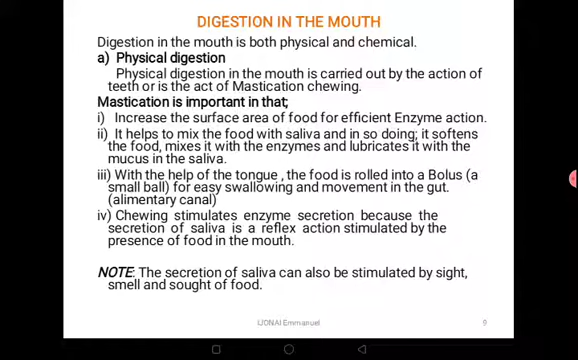 DIGESTION IN THE MOUTH
Digestion in the mouth is both physical and chemical.
a) Physical digestion
Physical digestion in the mouth is carried out by the action of
teeth or is the act of Mastication chewing.
Mastication is important in that;
i) Increase the surface area of food for efficient Enzyme action.
ii) It helps to mix the food with saliva and in so doing; it softens
the food, mixes it with the enzymes and lubricates it with the
mucus in the saliva.
iii) With the help of the tongue , the food is rolled into a Bolus (a
small ball) for easy swallowing and movement in the gut.
(alimentary canal)
iv) Chewing stimulates enzyme secretion because the
secretion of saliva is a reflex action stimulated by the
presence of food in the mouth.
NOTE: The secretion of saliva can also be stimulated by sight,
smell and sought of food.
Emmanuel 9